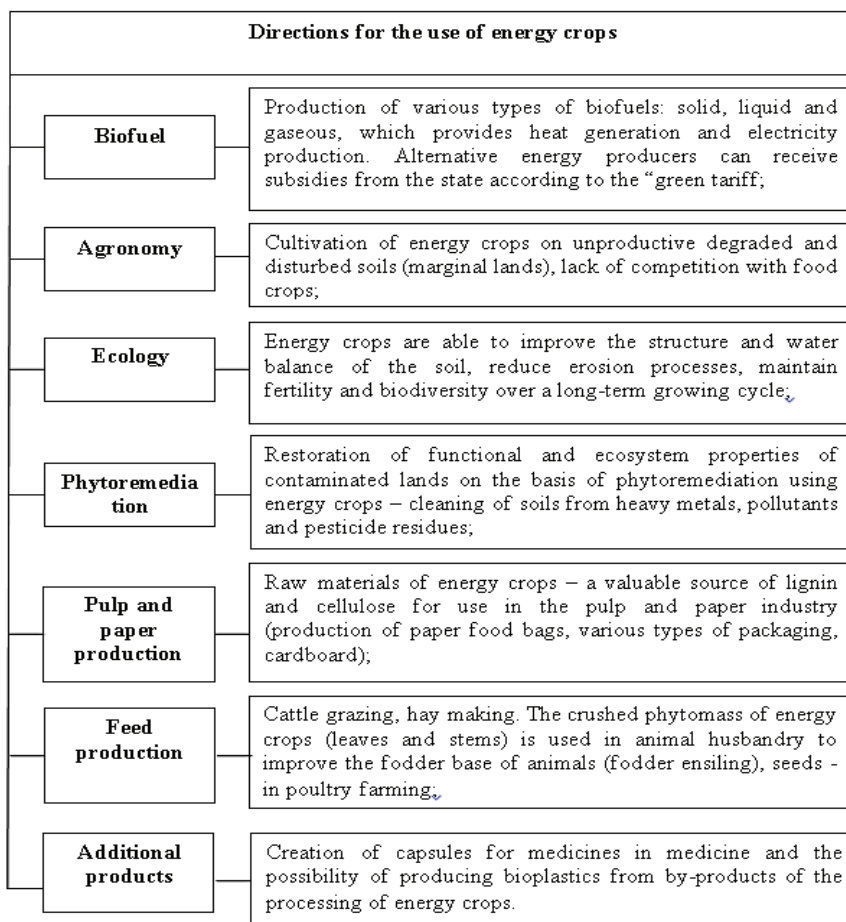 Directions for the use of energy crops
Biofuel
Production of various types of biofuels: solid, liquid and
gaseous, which provides heat generation and electricity
production. Alternative energy producers can receive
subsidies from the state according to the “green tariff;
Agronomy
Cultivation of energy crops on unproductive degraded and
disturbed soils (marginal lands), lack of competition with food
crops;
Ecology
Energy crops are able to improve the structure and water
balance of the soil, reduce erosion processes, maintain
fertility and biodiversity over a long-term growing cycle;
Phytoremedia
tion
Restoration of functional and ecosystem properties of
contaminated lands on the basis of phytoremediation using
energy crops – cleaning of soils from heavy metals, pollutants
and pesticide residues;
Pulp and
paper
production
Raw materials of energy crops – a valuable source of lignin
and cellulose for use in the pulp and paper industry
(production of paper food bags, various types of packaging,
cardboard);
Feed
production
Cattle grazing, hay making. The crushed phytomass of energy
crops (leaves and stems) is used in animal husbandry to
improve the fodder base of animals (fodder ensiling), seeds -
in poultry farming;
Additional
products
Creation of capsules for medicines in medicine and the
possibility of producing bioplastics from by-products of the
processing of energy crops.